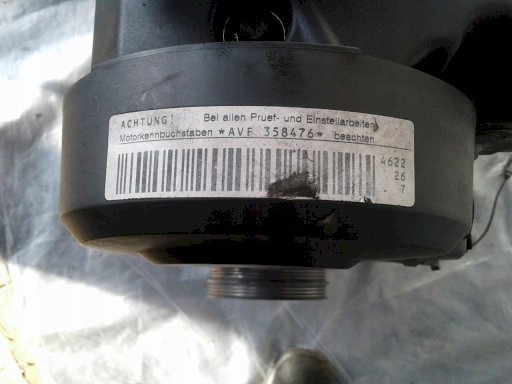 ACHTUNG! Bei allen Pruef- und Einstellarbeiten
Motorkennbuchstaben *AVF 358476* beachten
4622
26
7